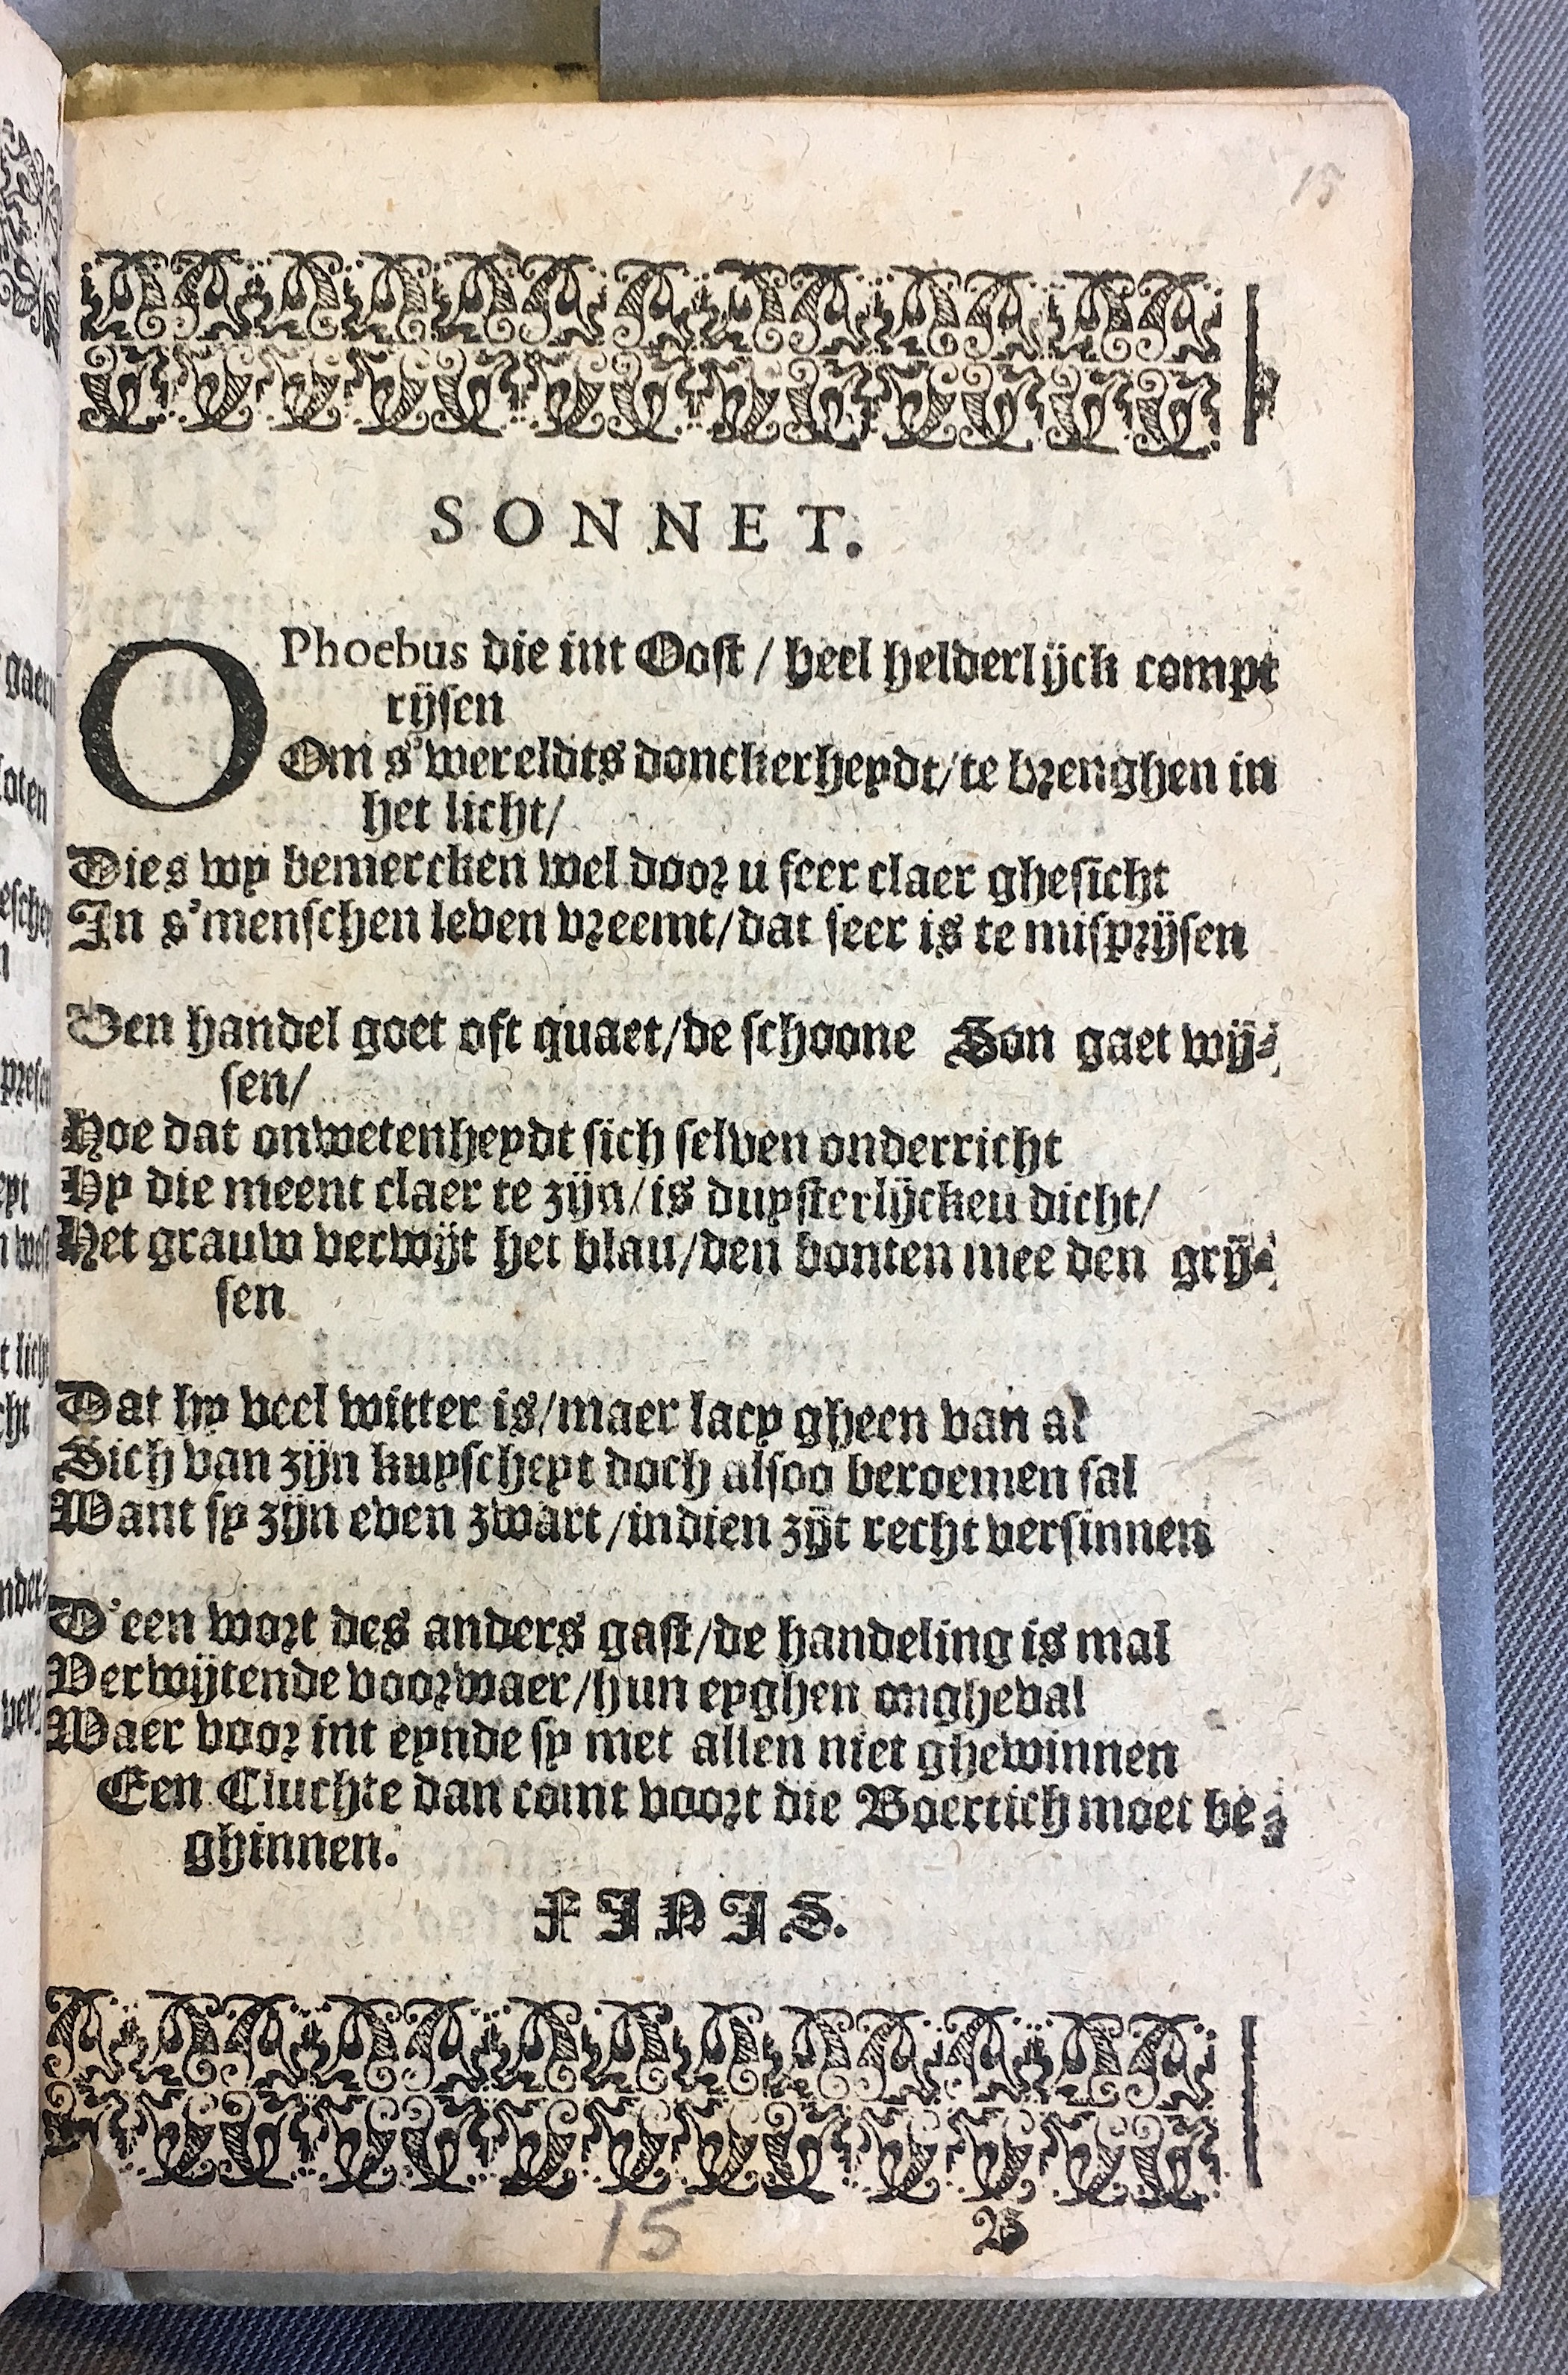 15
SONNET.
O Phoebus die int Oost / heel helderlijck compt
rijsen
Om s'wereldts donckerheydt/te brenghen in
het licht/
Dies wy bemercken wel door u seer claer ghesicht
In s'menschen leven vreemt/dat seer is te misprijsen
Den handel goet oft quaet/de schoone Son gaet wij-
sen/
Hoe dat onwetenheydt sich selven onderricht
Hy die meent claer te zijn/is duysterlijcken dicht/
Het grauw verwijt het blau/den bonten mee den grij-
sen
Dat hy veel witter is/maer lacy gheen van al
Sich van zijn kuyscheyt doch alsoo beroemen sal
Want sy zijn even zwart/indien zijt recht versinnen
D'een wort des anders gast/de handeling is mal
Verwijtende voorwaer/hun eyghen ongheval
Waer voor int eynde sy met allen niet ghewinnen
Een Cluchte dan comt voort die Boertich moet be-
ghinnen.
FINIS.
15
B